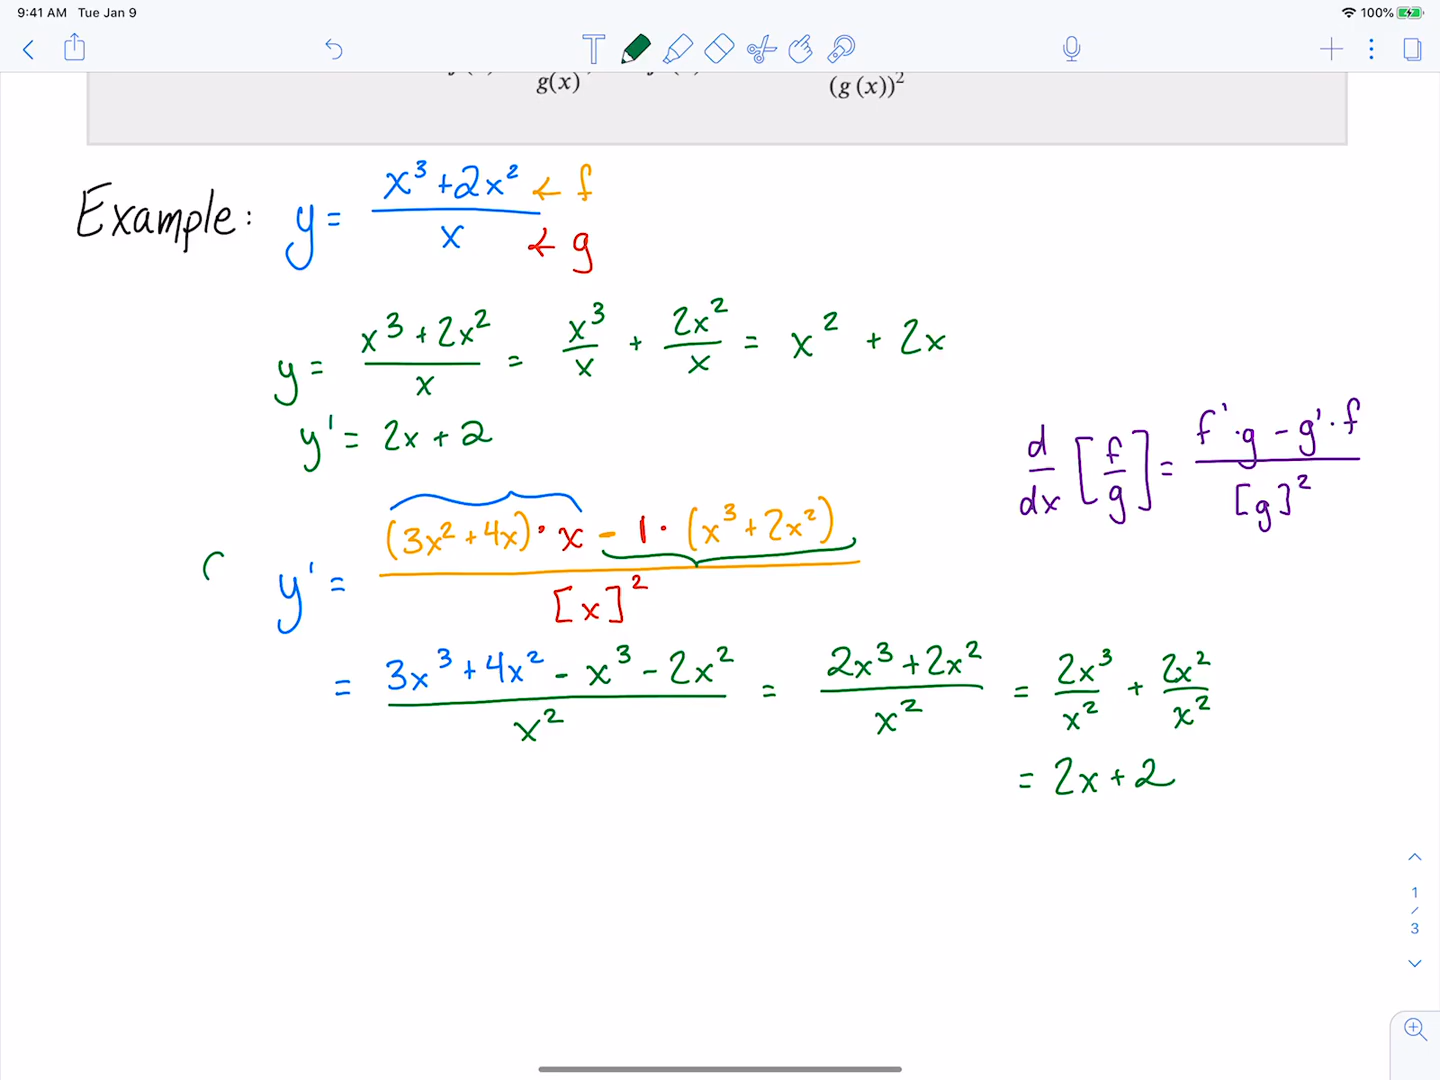 9:41 AM Tue Jan 9 100%
T
g(x) (g (x))²
Example: y = (x³ + 2x²)/x ← f ← g
y = (x³ + 2x²)/x = x³/x + 2x²/x = x² + 2x
y' = 2x + 2
d/dx [f/g] = (f'·g - g'·f)/[g]²
y' = ((3x² + 4x)·x - 1·(x³ + 2x²))/[x]²
= (3x³ + 4x² - x³ - 2x²)/x² = (2x³ + 2x²)/x² = 2x³/x² + 2x²/x²
= 2x + 2
1
/
3